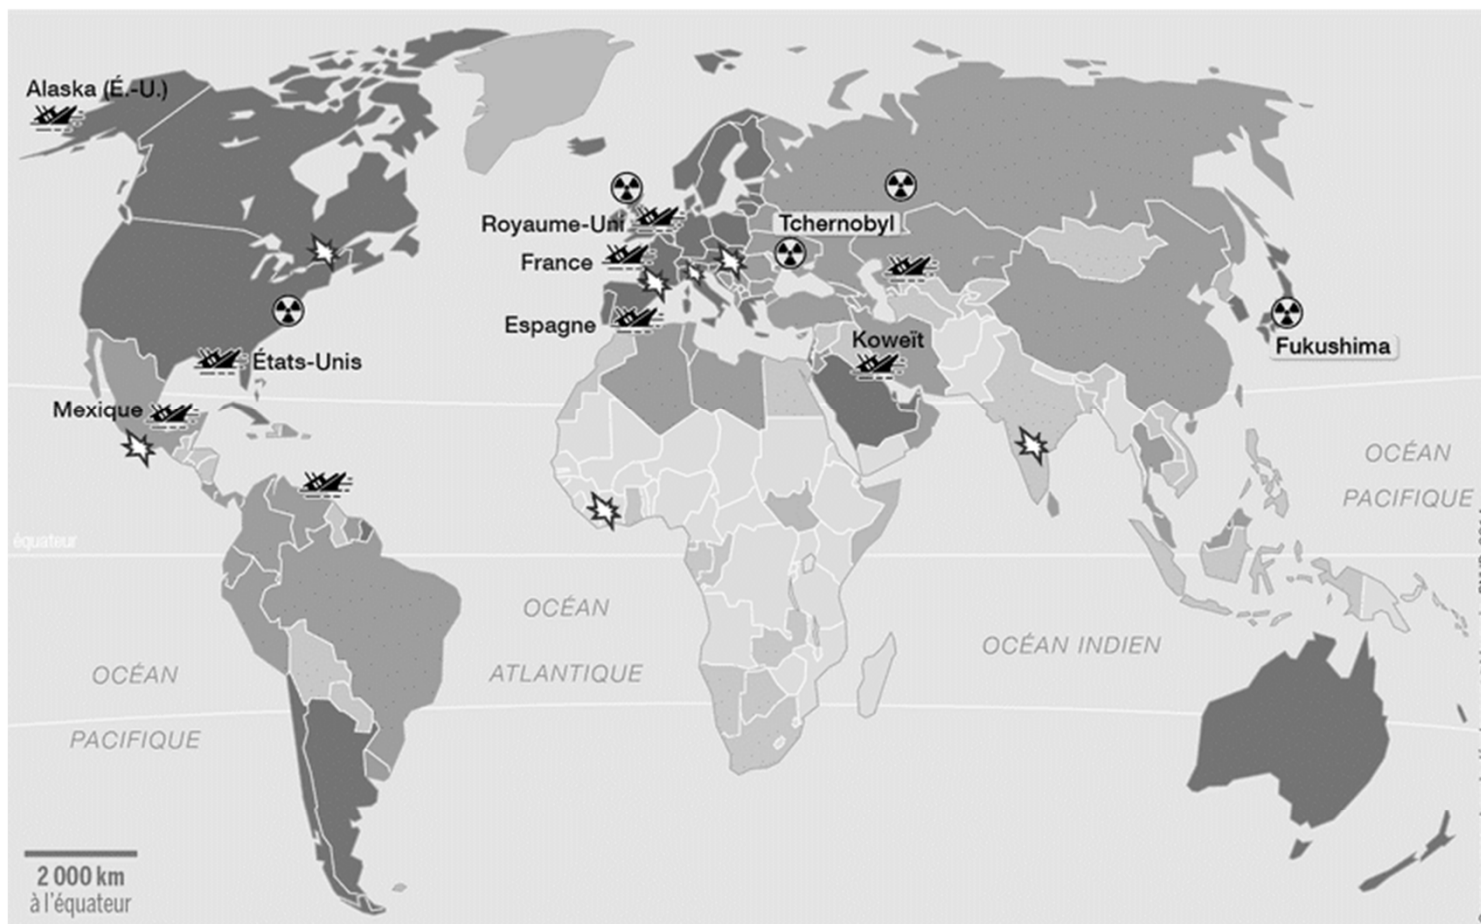 Alaska (É.-U.)
Royaume-Uni
Tchernobyl
France
Espagne
Koweït
Fukushima
États-Unis
Mexique
OCÉAN
PACIFIQUE
équateur
OCÉAN
ATLANTIQUE
OCÉAN INDIEN
OCÉAN
PACIFIQUE
2 000 km
à l'équateur